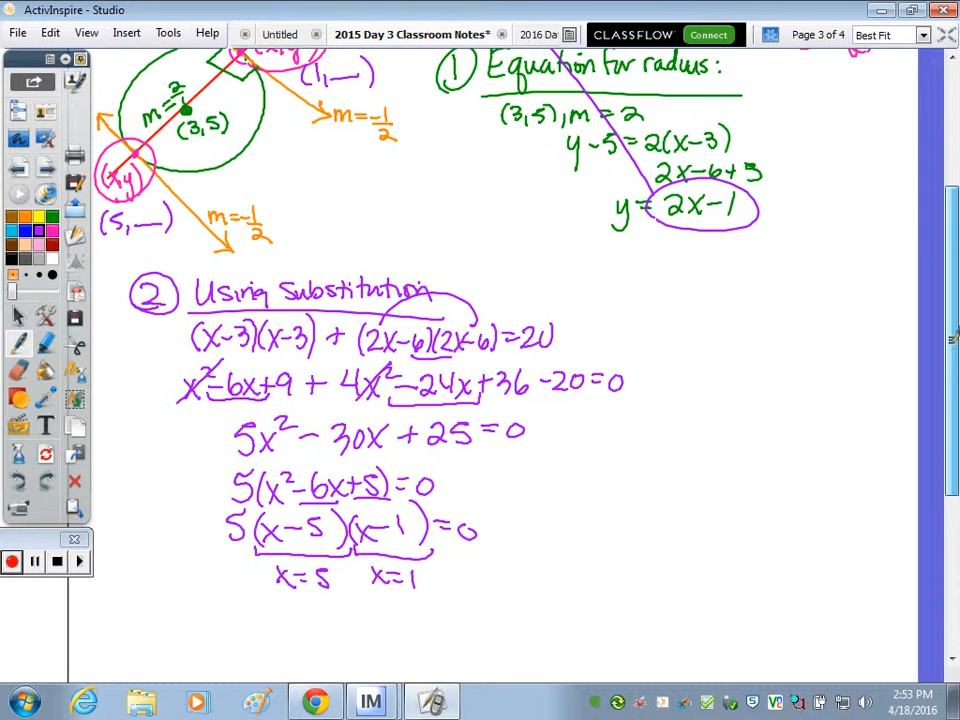 ActivInspire - Studio
File Edit View Insert Tools Help
Untitled
2015 Day 3 Classroom Notes*
2016 Da
CLASSFLOW
Connect
Page 3 of 4
Best Fit
(1, __)
m = 2/1
(3,5)
m = -1/2
(x,y)
(5, __)
m = -1/2
1 Equation for radius:
(3,5), m = 2
y - 5 = 2(x-3)
2x - 6 + 5
y = 2x - 1
2 Using Substitution
(x-3)(x-3) + (2x-6)(2x-6) = 20
x² - 6x + 9 + 4x² - 24x + 36 - 20 = 0
5x² - 30x + 25 = 0
5(x² - 6x + 5) = 0
5(x-5)(x-1) = 0
x = 5 x = 1
IM
2:53 PM
4/18/2016